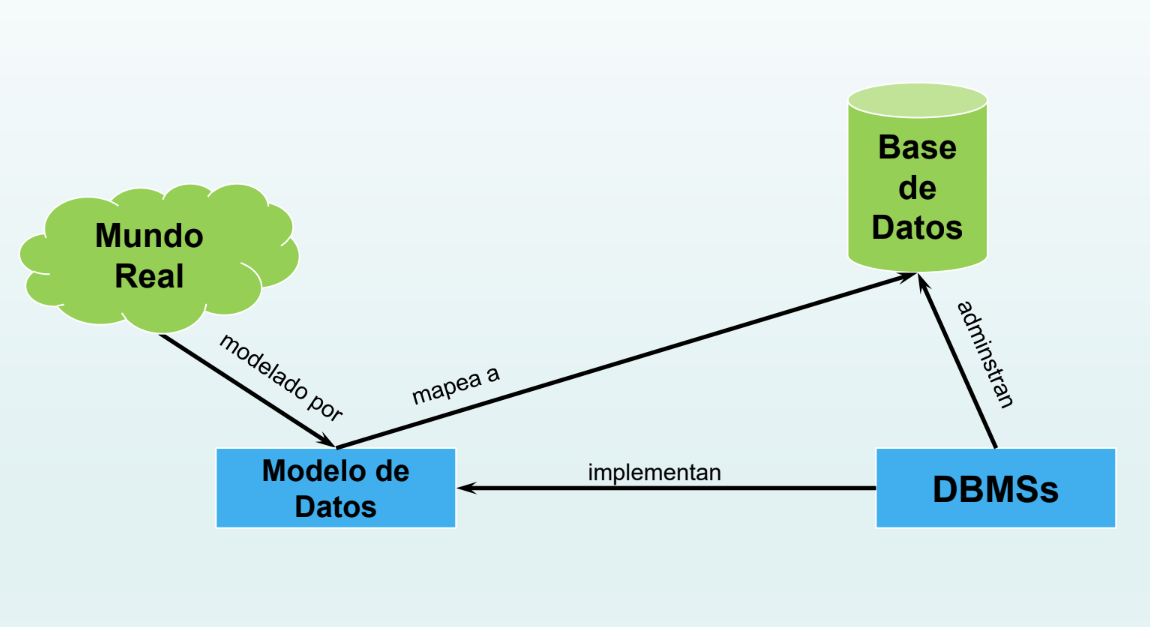 Base
de
Datos
Mundo
Real
modelado por
mapea a
adminstran
Modelo de
Datos
implementan
DBMSs